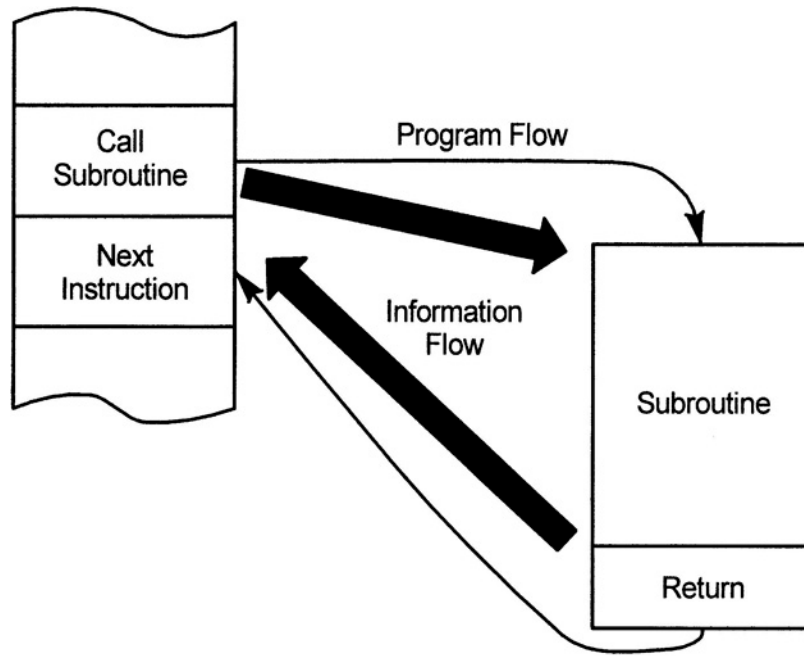 Call
Subroutine
Program Flow
Next
Instruction
Information
Flow
Subroutine
Return